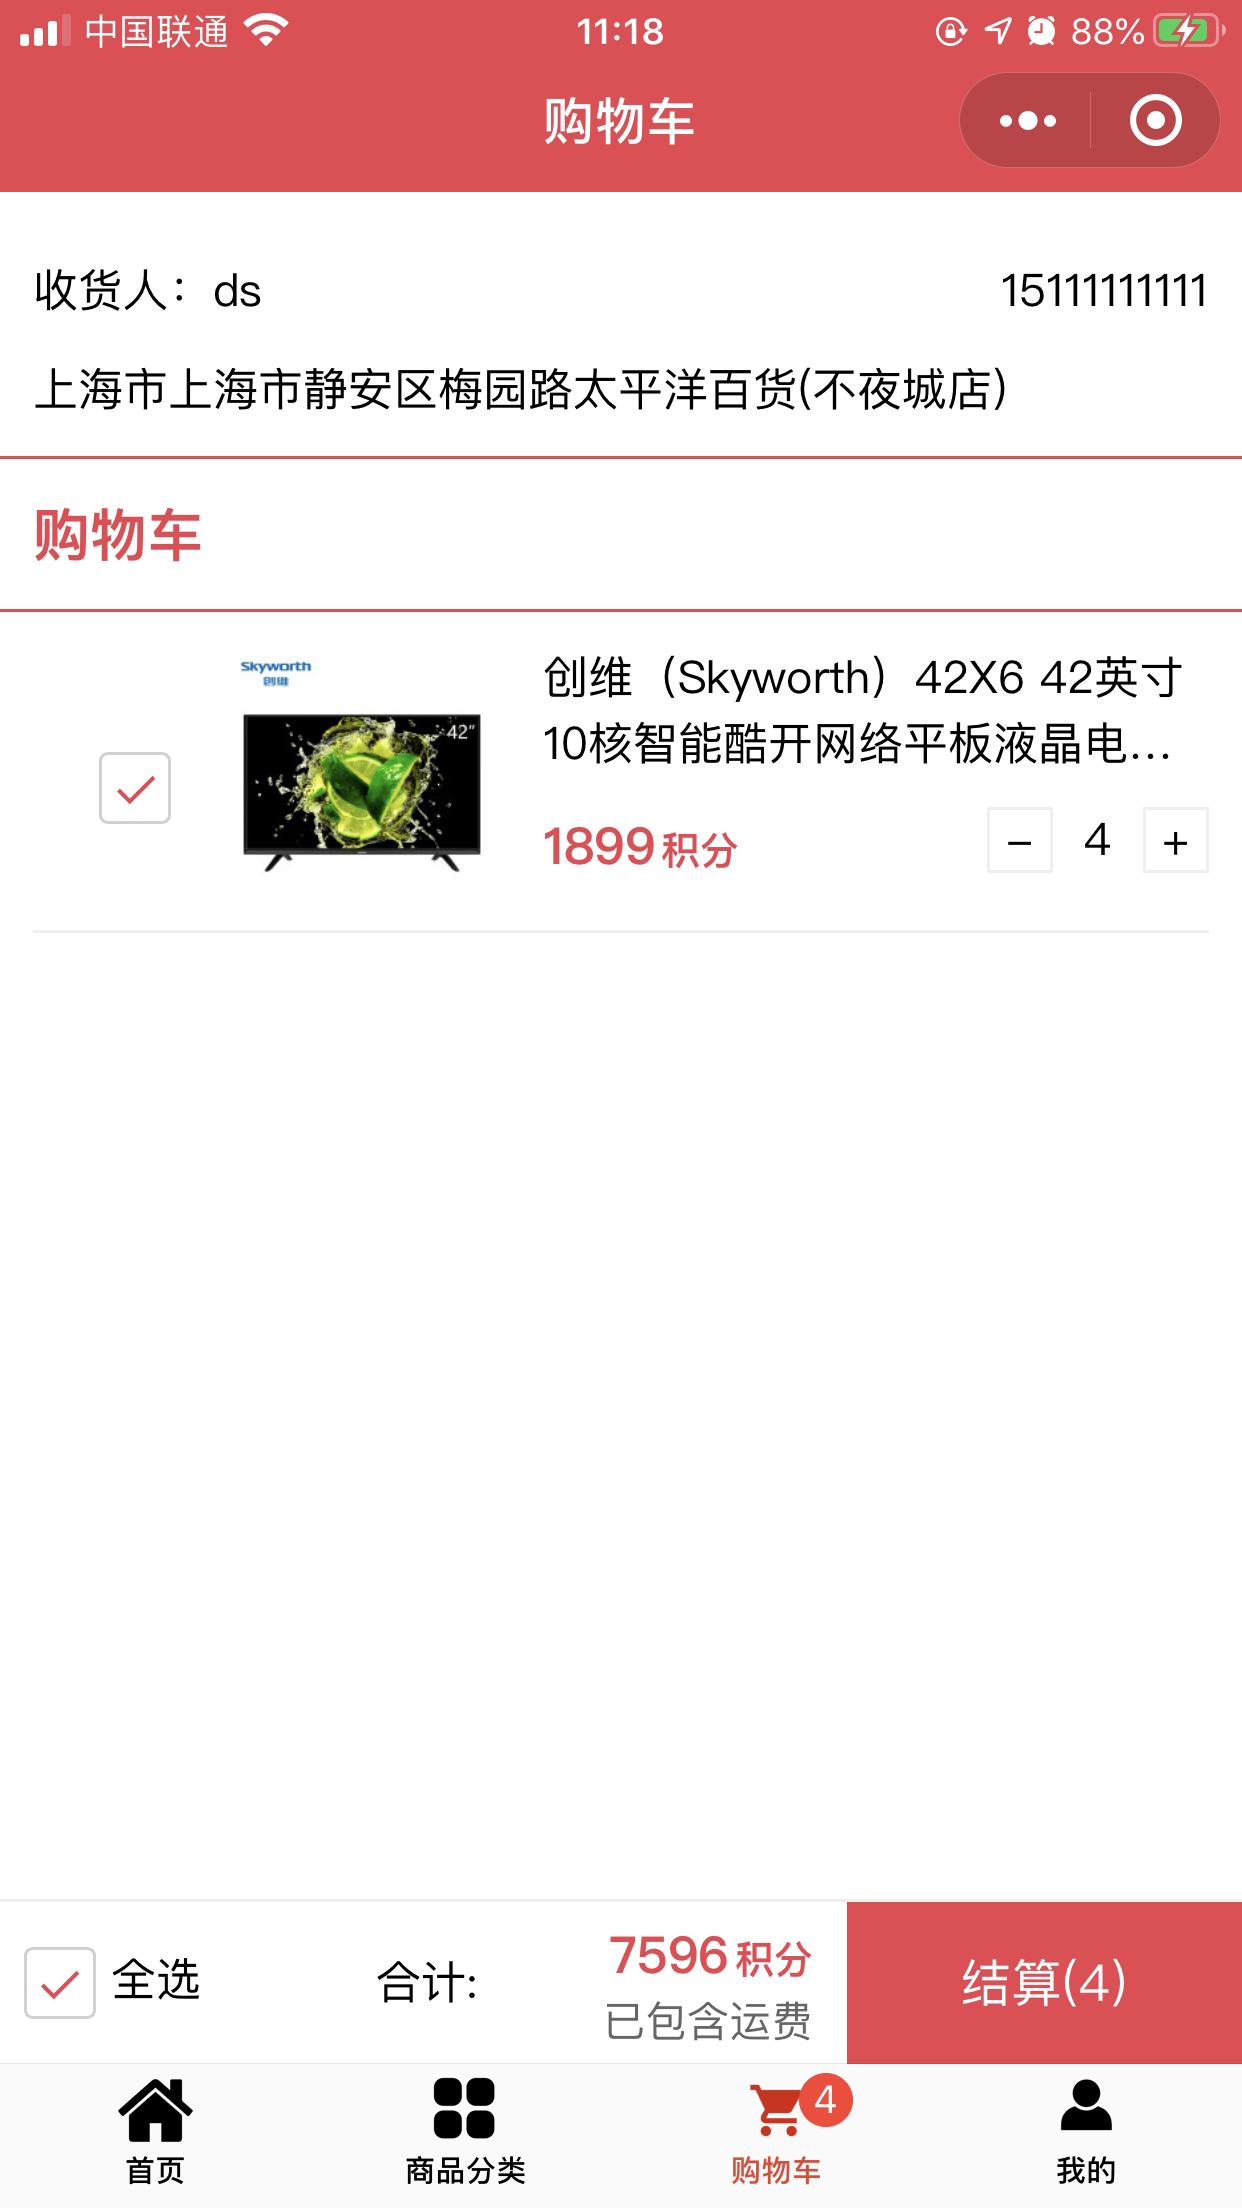 中国联通
11:18
88%
购物车
收货人：ds
15111111111
上海市上海市静安区梅园路太平洋百货(不夜城店)
购物车
Skyworth
创维
42"
创维（Skyworth）42X6 42英寸
10核智能酷开网络平板液晶电...
1899积分
4
全选
合计:
7596积分
已包含运费
结算(4)
首页
商品分类
4
购物车
我的